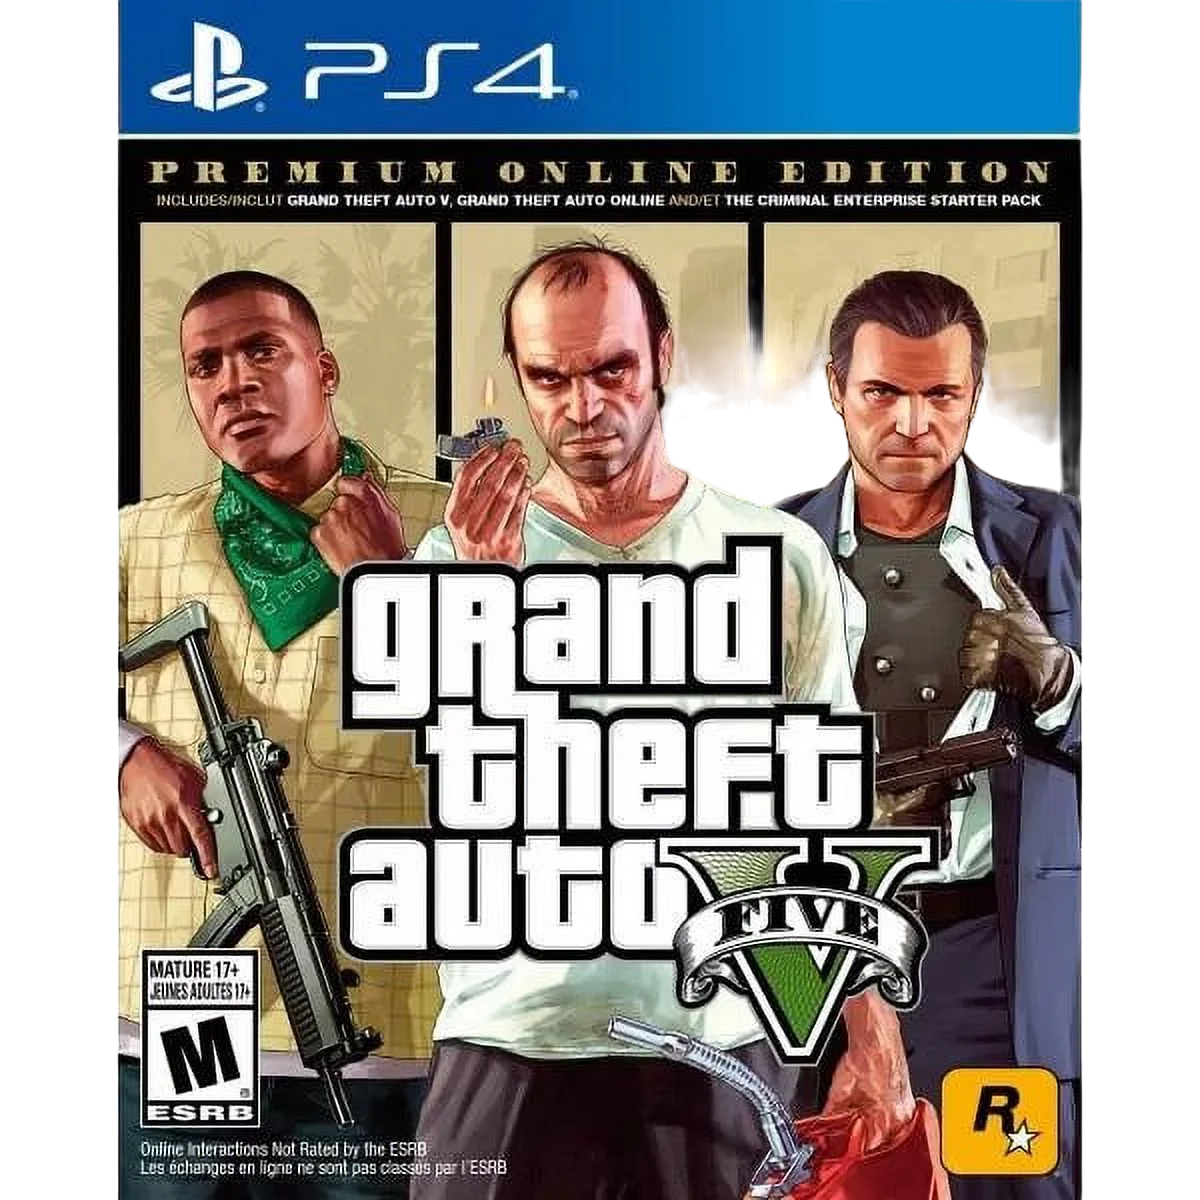 PS4
PREMIUM ONLINE EDITION
INCLUDES/INCLUT GRAND THEFT AUTO V, GRAND THEFT AUTO ONLINE AND/ET THE CRIMINAL ENTERPRISE STARTER PACK
grand
theft
auto V
FIVE
MATURE 17+
JEUNES ADULTES 17+
M
ESRB
Online Interactions Not Rated by the ESRB
Les échanges en ligne ne sont pas classés par l'ESRB
R